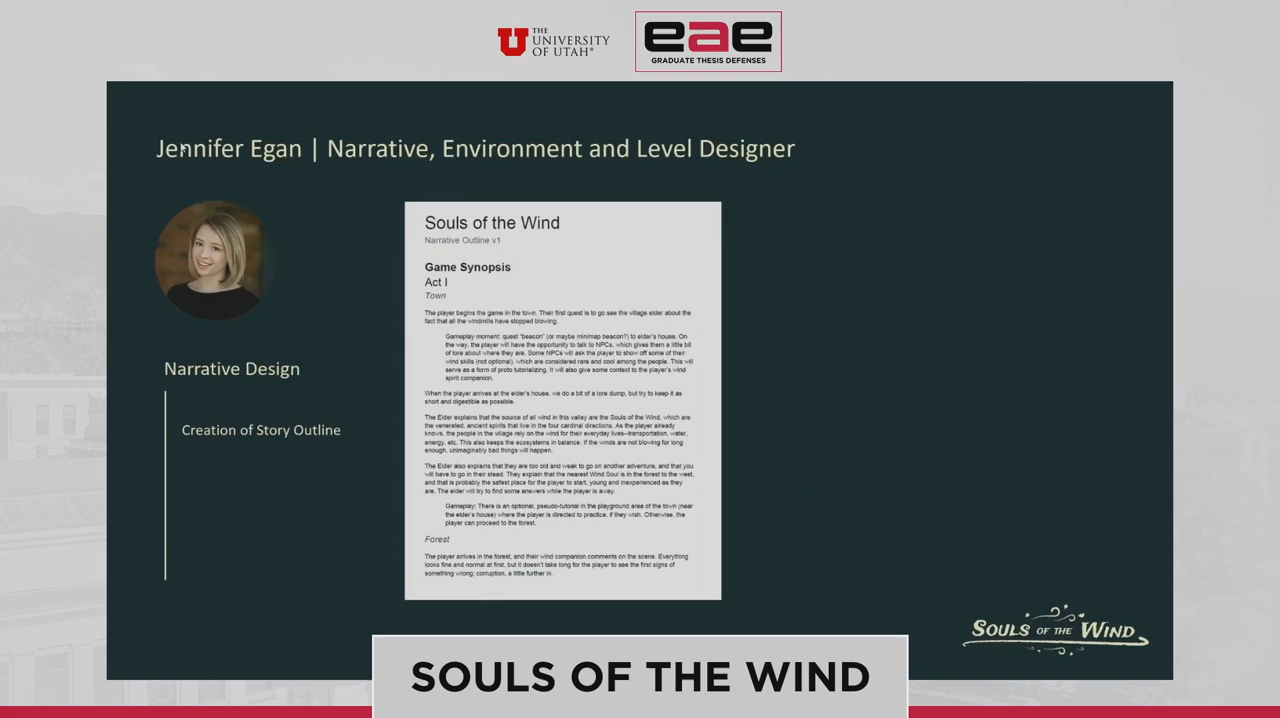 THE
UNIVERSITY
OF UTAH®
eae
GRADUATE THESIS DEFENSES
Jennifer Egan | Narrative, Environment and Level Designer
Narrative Design
Creation of Story Outline
Souls of the Wind
Narrative Outline v1
Game Synopsis
Act I
Town
The player begins the game in the town. Their first quest is to go see the village elder about the
fact that all the windmills have stopped blowing.
Gameplay moment: quest "beacon" (or maybe minimap beacon?) to elder's house. On
the way, the player will have the opportunity to talk to NPCs, which gives them a little bit
of lore about where they are. Some NPCs will ask the player to show off some of their
wind skills (not optional), which are considered rare and cool among the people. This will
serve as a form of proto tutorializing. It will also give some context to the player's wind
spirit companion.
When the player arrives at the elder's house, we do a bit of a lore dump, but try to keep it as
short and digestible as possible.
The Elder explains that the source of all wind in this valley are the Souls of the Wind, which are
the venerated, ancient spirits that live in the four cardinal directions. As the player already
knows, the people in the village rely on the wind for their everyday lives--transportation, water,
energy, etc. This also keeps the ecosystems in balance. If the winds are not blowing for long
enough, unimaginably bad things will happen.
The Elder also explains that they are too old and weak to go on another adventure, and that you
will have to go in their stead. They explain that the nearest Wind Soul is in the forest to the west,
and that is probably the safest place for the player to start, young and inexperienced as they
are. The elder will try to find some answers while the player is away.
Gameplay: There is an optional, pseudo-tutorial in the playground area of the town (near
the elder's house) where the player is directed to practice, if they wish. Otherwise, the
player can proceed to the forest.
Forest
The player arrives in the forest, and their wind companion comments on the scene. Everything
looks fine and normal at first, but it doesn't take long for the player to see the first signs of
something wrong: corruption, a little further in.
SOULS OF THE WIND
SOULS OF THE WIND